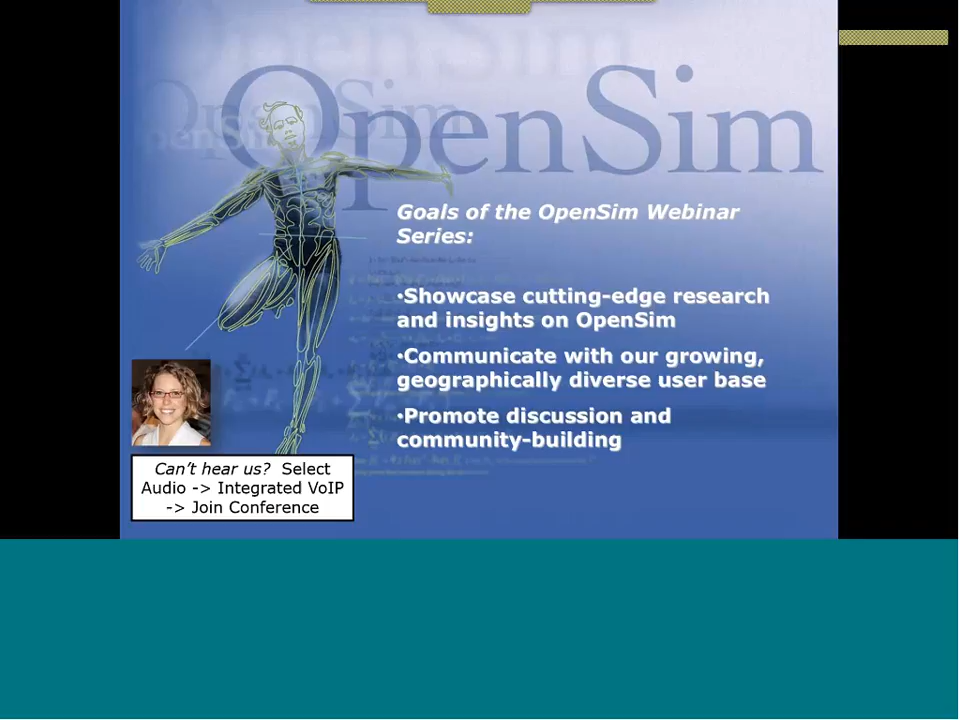 OpenSim
Goals of the OpenSim Webinar
Series:
•Showcase cutting-edge research
and insights on OpenSim
•Communicate with our growing,
geographically diverse user base
•Promote discussion and
community-building
Can't hear us? Select
Audio -> Integrated VoIP
-> Join Conference